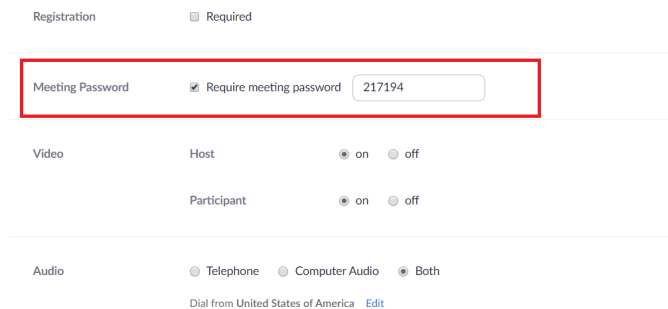 Registration Required
Meeting Password Require meeting password 217194
Video Host on off
Participant on off
Audio Telephone Computer Audio Both
Dial from United States of America Edit